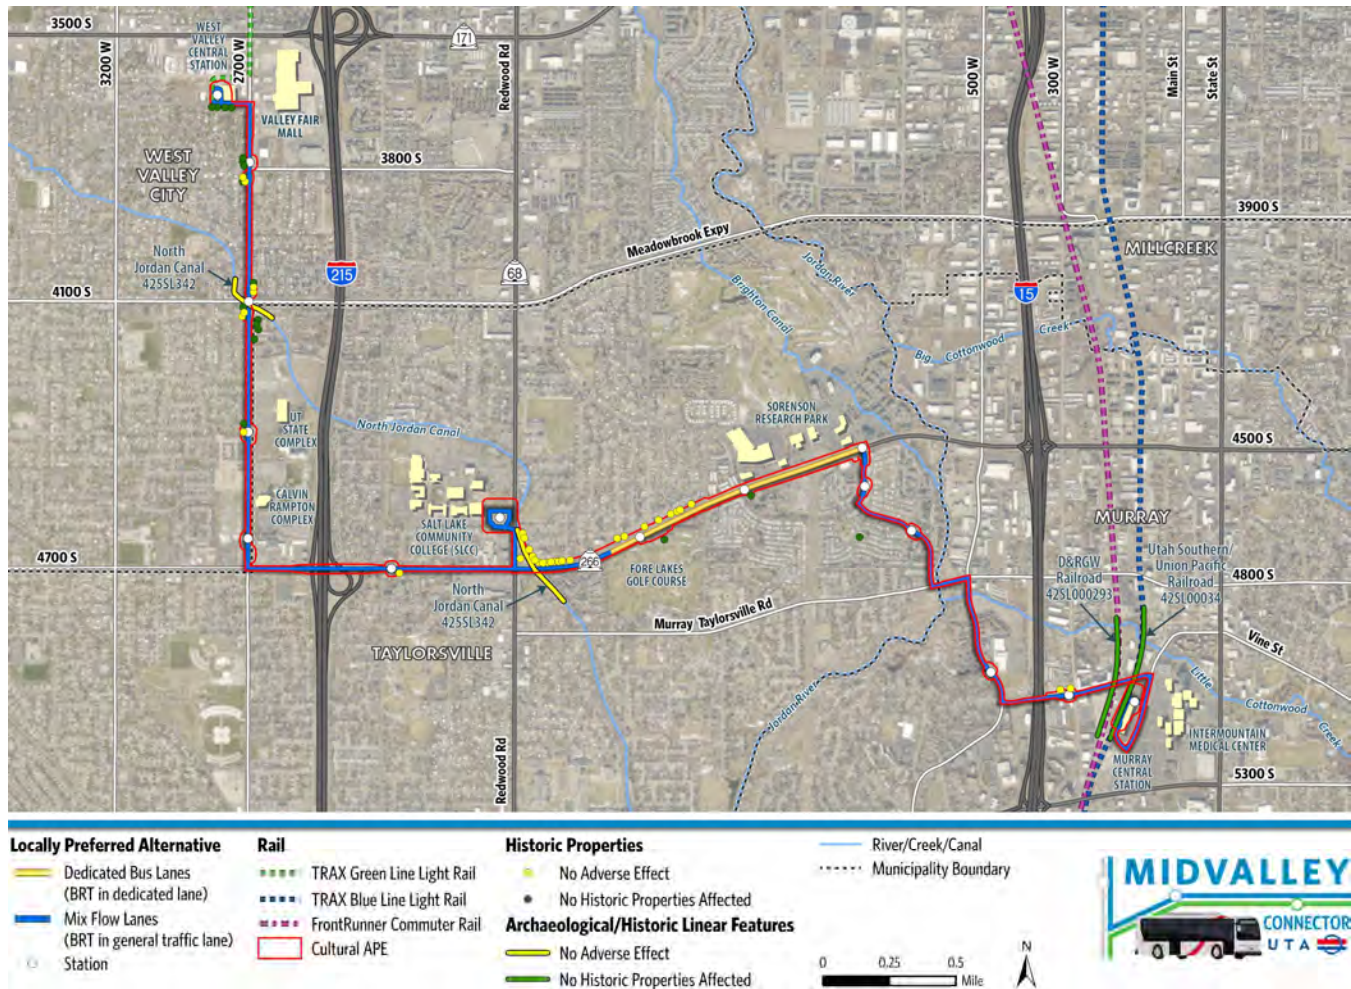 3500 S
WEST
VALLEY
CENTRAL
STATION
3200 W
2700 W
171
Redwood Rd
500 W
300 W
Main St
State St
VALLEY FAIR
MALL
WEST
VALLEY
CITY
3800 S
3900 S
Meadowbrook Expy
MILLCREEK
North
Jordan Canal
42SSL342
215
68
Jordan River
Brighton Canal
15
4100 S
Big Cottonwood Creek
SORENSON
RESEARCH PARK
UT
STATE
COMPLEX
North Jordan Canal
4500 S
CALVIN
RAMPTON
COMPLEX
SALT LAKE
COMMUNITY
COLLEGE (SLCC)
MURRAY
Utah Southern/
Union Pacific
Railroad
42SL00034
D&RGW
Railroad
42SL000293
4700 S
266
FORE LAKES
GOLF COURSE
4800 S
North
Jordan Canal
42SSL342
Murray Taylorsville Rd
Vine St
TAYLORSVILLE
Jordan River
Little Cottonwood Creek
INTERMOUNTAIN
MEDICAL CENTER
MURRAY
CENTRAL
STATION
Redwood Rd
5300 S
Locally Preferred Alternative
Dedicated Bus Lanes
(BRT in dedicated lane)
Mix Flow Lanes
(BRT in general traffic lane)
Station
Rail
TRAX Green Line Light Rail
TRAX Blue Line Light Rail
FrontRunner Commuter Rail
Cultural APE
Historic Properties
No Adverse Effect
No Historic Properties Affected
Archaeological/Historic Linear Features
No Adverse Effect
No Historic Properties Affected
River/Creek/Canal
Municipality Boundary
0 0.25 0.5
Mile
N
MIDVALLEY
CONNECTOR
UTA